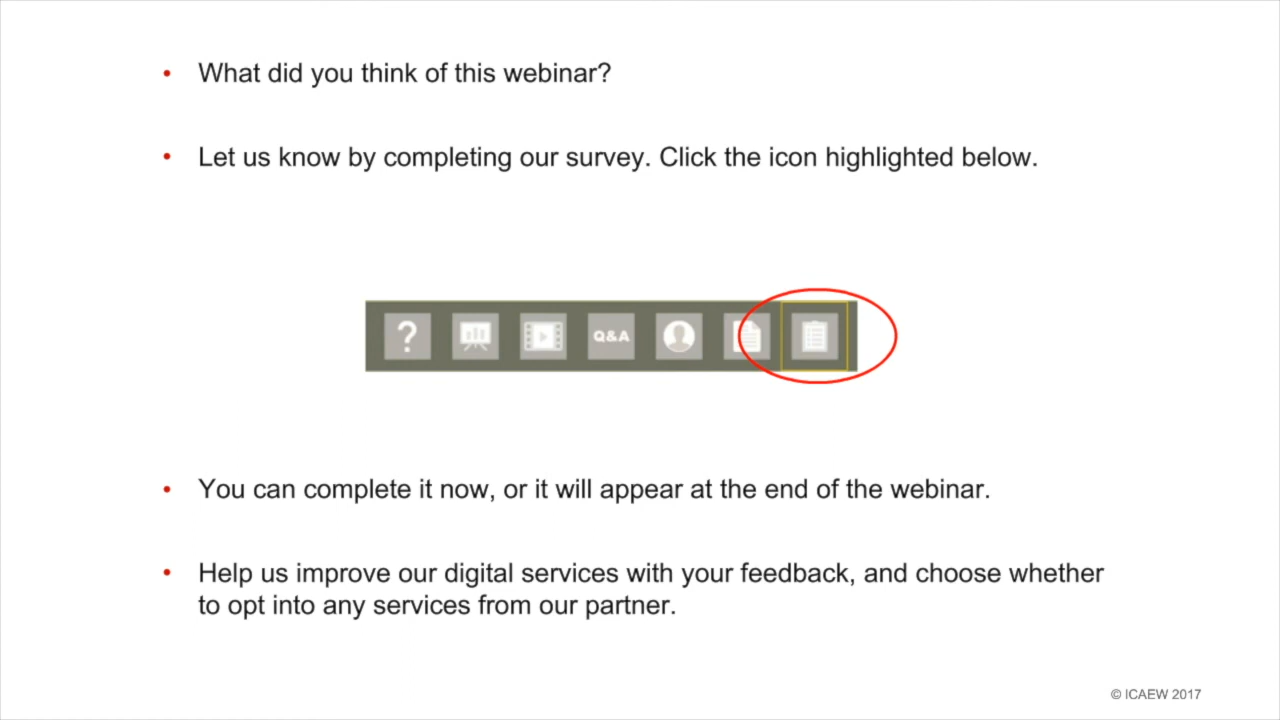 • What did you think of this webinar?
• Let us know by completing our survey. Click the icon highlighted below.
? Q&A
• You can complete it now, or it will appear at the end of the webinar.
• Help us improve our digital services with your feedback, and choose whether
to opt into any services from our partner.
© ICAEW 2017